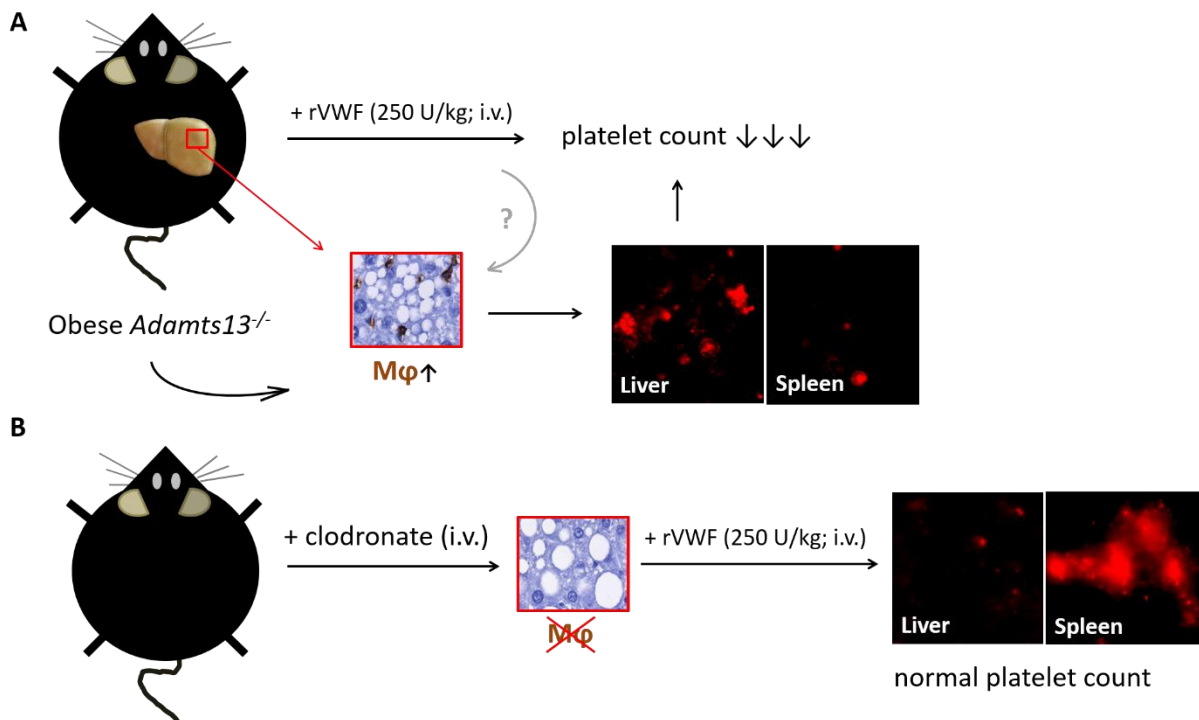 A
+ rVWF (250 U/kg; i.v.)
platelet count ↓↓↓
?
Obese Adamts13-/-
Mφ↑
Liver
Spleen
B
+ clodronate (i.v.)
+ rVWF (250 U/kg; i.v.)
Mφ
Liver
Spleen
normal platelet count